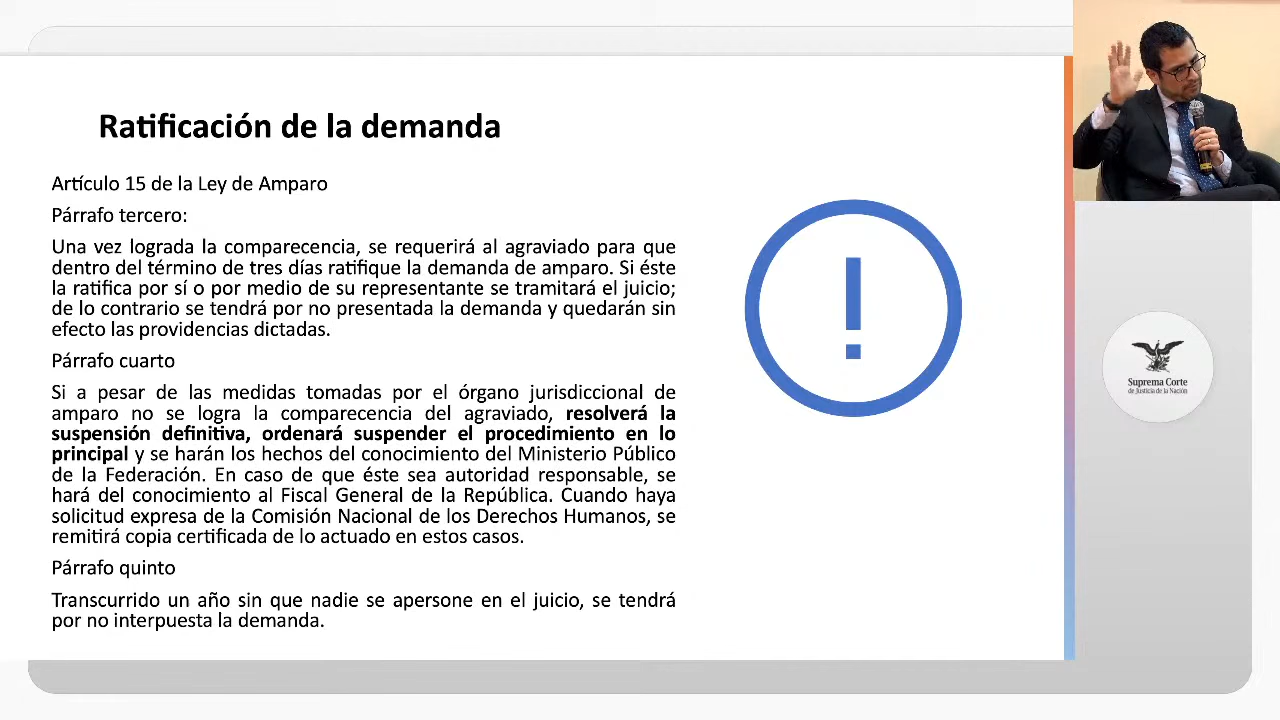 Ratificación de la demanda
Artículo 15 de la Ley de Amparo
Párrafo tercero:
Una vez lograda la comparecencia, se requerirá al agraviado para que
dentro del término de tres días ratifique la demanda de amparo. Si éste
la ratifica por sí o por medio de su representante se tramitará el juicio;
de lo contrario se tendrá por no presentada la demanda y quedarán sin
efecto las providencias dictadas.
Párrafo cuarto
Si a pesar de las medidas tomadas por el órgano jurisdiccional de
amparo no se logra la comparecencia del agraviado, resolverá la
suspensión definitiva, ordenará suspender el procedimiento en lo
principal y se harán los hechos del conocimiento del Ministerio Público
de la Federación. En caso de que éste sea autoridad responsable, se
hará del conocimiento al Fiscal General de la República. Cuando haya
solicitud expresa de la Comisión Nacional de los Derechos Humanos, se
remitirá copia certificada de lo actuado en estos casos.
Párrafo quinto
Transcurrido un año sin que nadie se apersone en el juicio, se tendrá
por no interpuesta la demanda.
!
Suprema Corte
de Justicia de la Nación